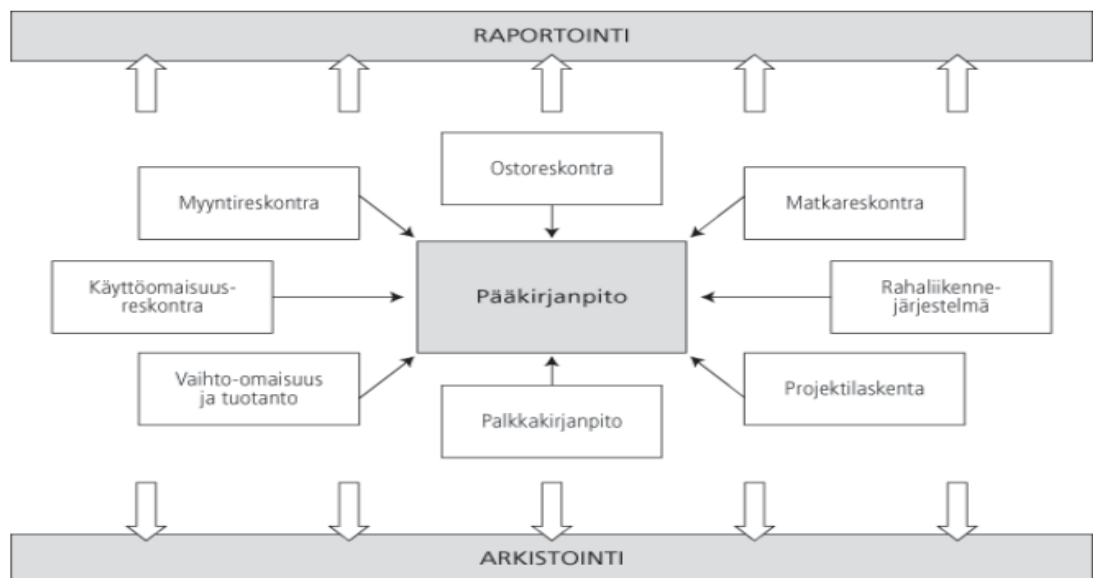 RAPORTOINTI
Ostoreskontra
Myyntireskontra
Matkareskontra
Käyttöomaisuus-
reskontra
Pääkirjanpito
Rahaliikenne-
järjestelmä
Vaihto-omaisuus
ja tuotanto
Palkkakirjanpito
Projektilaskenta
ARKISTOINTI